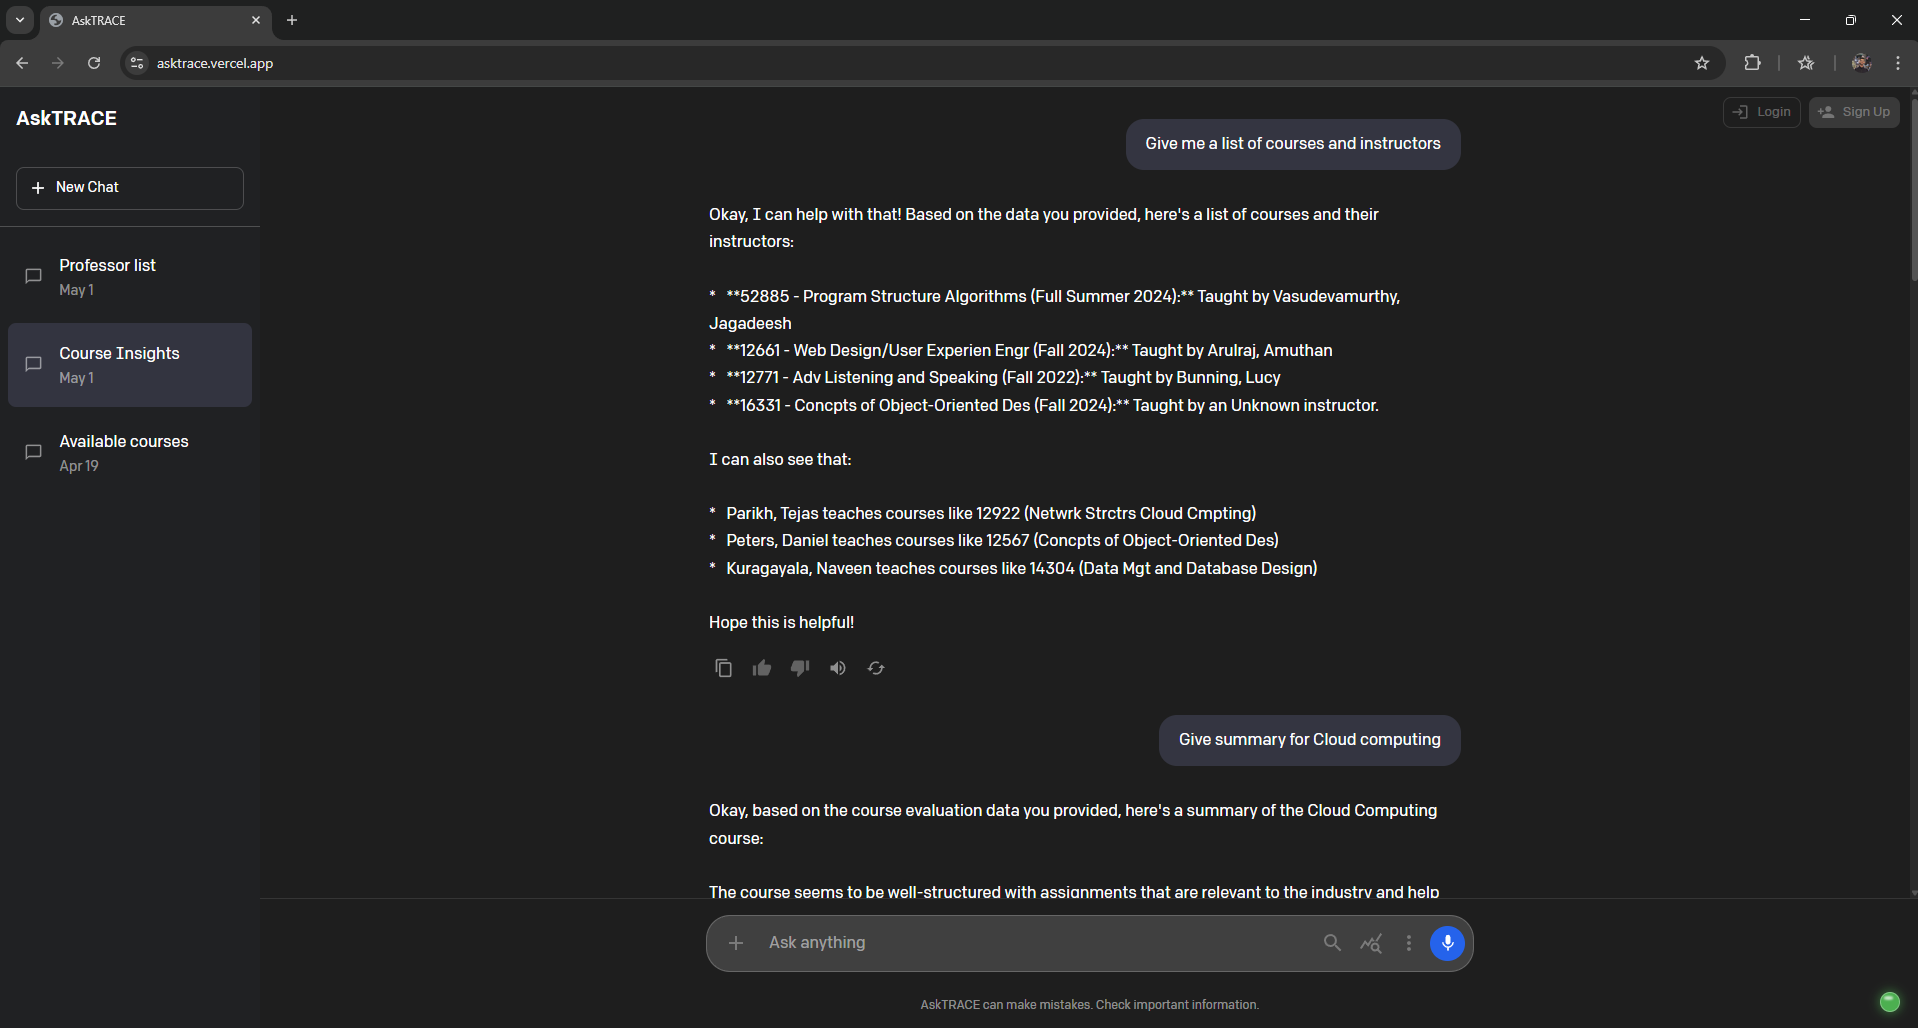 AskTRACE
asktrace.vercel.app
AskTRACE
Login
Sign Up
New Chat
Professor list
May 1
Course Insights
May 1
Available courses
Apr 19
Give me a list of courses and instructors
Okay, I can help with that! Based on the data you provided, here's a list of courses and their
instructors:
* **52885 - Program Structure Algorithms (Full Summer 2024):** Taught by Vasudevamurthy,
Jagadeesh
* **12661 - Web Design/User Experien Engr (Fall 2024):** Taught by Arulraj, Amuthan
* **12771 - Adv Listening and Speaking (Fall 2022):** Taught by Bunning, Lucy
* **16331 - Concpts of Object-Oriented Des (Fall 2024):** Taught by an Unknown instructor.
I can also see that:
* Parikh, Tejas teaches courses like 12922 (Netwrk Strctrs Cloud Cmpting)
* Peters, Daniel teaches courses like 12567 (Concpts of Object-Oriented Des)
* Kuragayala, Naveen teaches courses like 14304 (Data Mgt and Database Design)
Hope this is helpful!
Give summary for Cloud computing
Okay, based on the course evaluation data you provided, here's a summary of the Cloud Computing
course:
The course seems to be well-structured with assignments that are relevant to the industry and help
Ask anything
AskTRACE can make mistakes. Check important information.